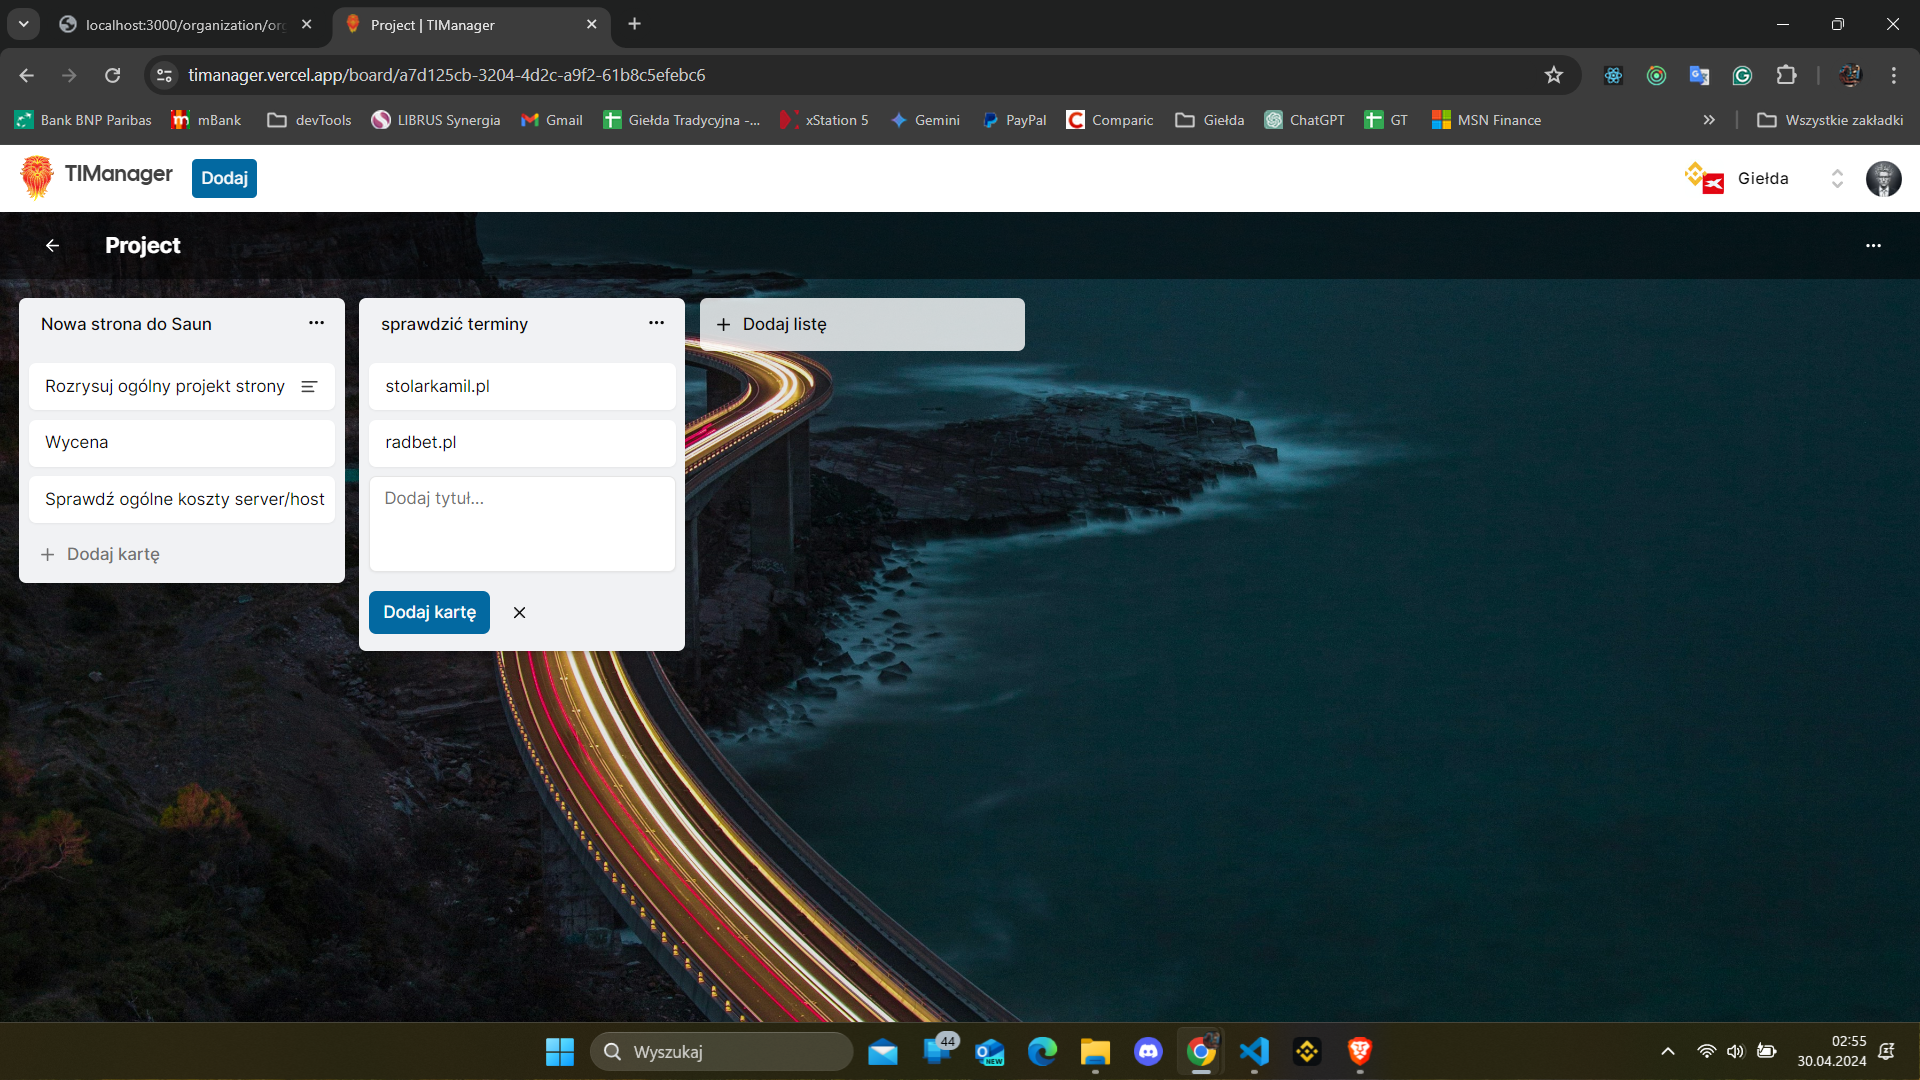 localhost:3000/organization/org
Project | TIManager
timanager.vercel.app/board/a7d125cb-3204-4d2c-a9f2-61b8c5efebc6
Bank BNP Paribas mBank devTools LIBRUS Synergia Gmail Giełda Tradycyjna -... xStation 5 Gemini PayPal Comparic Giełda ChatGPT GT MSN Finance Wszystkie zakładki
TIManager Dodaj Giełda
Project
Nowa strona do Saun
Rozrysuj ogólny projekt strony
Wycena
Sprawdź ogólne koszty server/host
+ Dodaj kartę
sprawdzić terminy
stolarkamil.pl
radbet.pl
Dodaj tytuł...
Dodaj kartę
+ Dodaj listę
Wyszukaj
44
NEW
02:55
30.04.2024